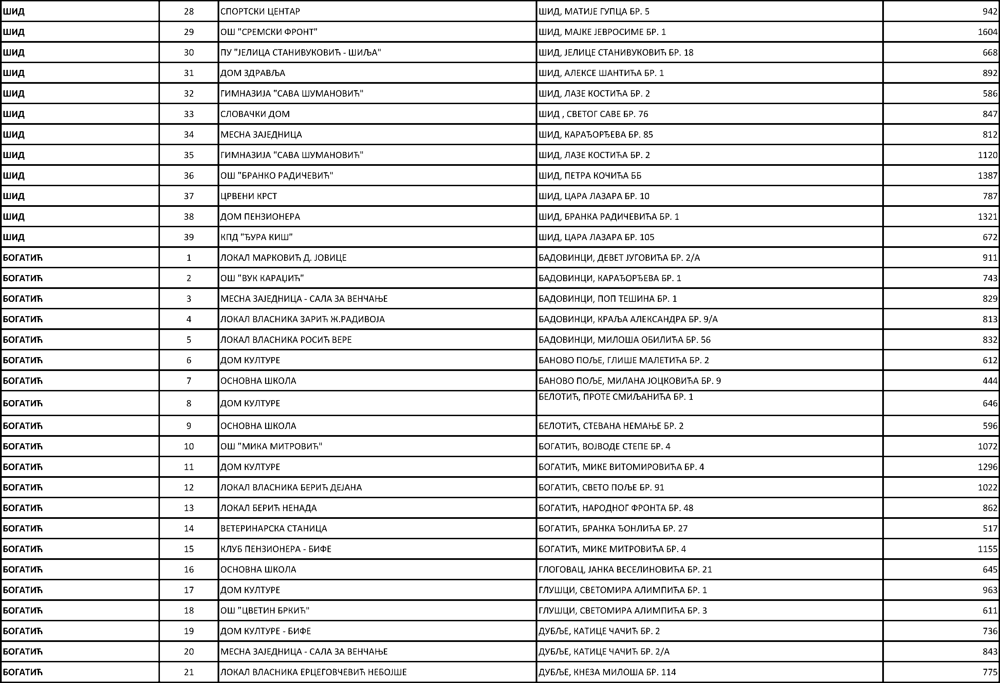 ШИД 28 СПОРТСКИ ЦЕНТАР ШИД, МАТИЈЕ ГУПЦА БР. 5 942
ШИД 29 ОШ "СРЕМСКИ ФРОНТ" ШИД, МАЈКЕ ЈЕВРОСИМЕ БР. 1 1604
ШИД 30 ПУ "ЈЕЛИЦА СТАНИВУКОВИЋ - ШИЉА" ШИД, ЈЕЛИЦЕ СТАНИВУКОВИЋ БР. 18 668
ШИД 31 ДОМ ЗДРАВЉА ШИД, АЛЕКСЕ ШАНТИЋА БР. 1 892
ШИД 32 ГИМНАЗИЈА "САВА ШУМАНОВИЋ" ШИД, ЛАЗЕ КОСТИЋА БР. 2 586
ШИД 33 СЛОВАЧКИ ДОМ ШИД , СВЕТОГ САВЕ БР. 76 847
ШИД 34 МЕСНА ЗАЈЕДНИЦА ШИД, КАРАЂОРЂЕВА БР. 85 812
ШИД 35 ГИМНАЗИЈА "САВА ШУМАНОВИЋ" ШИД, ЛАЗЕ КОСТИЋА БР. 2 1120
ШИД 36 ОШ "БРАНКО РАДИЧЕВИЋ" ШИД, ПЕТРА КОЧИЋА ББ 1387
ШИД 37 ЦРВЕНИ КРСТ ШИД, ЦАРА ЛАЗАРА БР. 10 787
ШИД 38 ДОМ ПЕНЗИОНЕРА ШИД, БРАНКА РАДИЧЕВИЋА БР. 1 1321
ШИД 39 КПД "ЂУРА КИШ" ШИД, ЦАРА ЛАЗАРА БР. 105 672
БОГАТИЋ 1 ЛОКАЛ МАРКОВИЋ Д. ЈОВИЦЕ БАДОВИНЦИ, ДЕВЕТ ЈУГОВИЋА БР. 2/А 911
БОГАТИЋ 2 ОШ "ВУК КАРАЏИЋ" БАДОВИНЦИ, КАРАЂОРЂЕВА БР. 1 743
БОГАТИЋ 3 МЕСНА ЗАЈЕДНИЦА - САЛА ЗА ВЕНЧАЊЕ БАДОВИНЦИ, ПОП ТЕШИНА БР. 1 829
БОГАТИЋ 4 ЛОКАЛ ВЛАСНИКА ЗАРИЋ Ж.РАДИВОЈА БАДОВИНЦИ, КРАЉА АЛЕКСАНДРА БР. 9/А 813
БОГАТИЋ 5 ЛОКАЛ ВЛАСНИКА РОСИЋ ВЕРЕ БАДОВИНЦИ, МИЛОША ОБИЛИЋА БР. 56 832
БОГАТИЋ 6 ДОМ КУЛТУРЕ БАНОВО ПОЉЕ, ГЛИШЕ МАЛЕТИЋА БР. 2 612
БОГАТИЋ 7 ОСНОВНА ШКОЛА БАНОВО ПОЉЕ, МИЛАНА ЈОЦКОВИЋА БР. 9 444
БОГАТИЋ 8 ДОМ КУЛТУРЕ БЕЛОТИЋ, ПРОТЕ СМИЉАНИЋА БР. 1 646
БОГАТИЋ 9 ОСНОВНА ШКОЛА БЕЛОТИЋ, СТЕВАНА НЕМАЊЕ БР. 2 596
БОГАТИЋ 10 ОШ "МИКА МИТРОВИЋ" БОГАТИЋ, ВОЈВОДЕ СТЕПЕ БР. 4 1072
БОГАТИЋ 11 ДОМ КУЛТУРЕ БОГАТИЋ, МИКЕ ВИТОМИРОВИЋА БР. 4 1296
БОГАТИЋ 12 ЛОКАЛ ВЛАСНИКА БЕРИЋ ДЕЈАНА БОГАТИЋ, СВЕТО ПОЉЕ БР. 91 1022
БОГАТИЋ 13 ЛОКАЛ БЕРИЋ НЕНАДА БОГАТИЋ, НАРОДНОГ ФРОНТА БР. 48 862
БОГАТИЋ 14 ВЕТЕРИНАРСКА СТАНИЦА БОГАТИЋ, БРАНКА ЂОНЛИЋА БР. 27 517
БОГАТИЋ 15 КЛУБ ПЕНЗИОНЕРА - БИФЕ БОГАТИЋ, МИКЕ МИТРОВИЋА БР. 4 1155
БОГАТИЋ 16 ОСНОВНА ШКОЛА ГЛОГОВАЦ, ЈАНКА ВЕСЕЛИНОВИЋА БР. 21 645
БОГАТИЋ 17 ДОМ КУЛТУРЕ ГЛУШЦИ, СВЕТОМИРА АЛИМПИЋА БР. 1 963
БОГАТИЋ 18 ОШ "ЦВЕТИН БРКИЋ" ГЛУШЦИ, СВЕТОМИРА АЛИМПИЋА БР. 3 611
БОГАТИЋ 19 ДОМ КУЛТУРЕ - БИФЕ ДУБЉЕ, КАТИЦЕ ЧАЧИЋ БР. 2 736
БОГАТИЋ 20 МЕСНА ЗАЈЕДНИЦА - САЛА ЗА ВЕНЧАЊЕ ДУБЉЕ, КАТИЦЕ ЧАЧИЋ БР. 2/А 843
БОГАТИЋ 21 ЛОКАЛ ВЛАСНИКА ЕРЦЕГОВЧЕВИЋ НЕБОЈШЕ ДУБЉЕ, КНЕЗА МИЛОША БР. 114 775